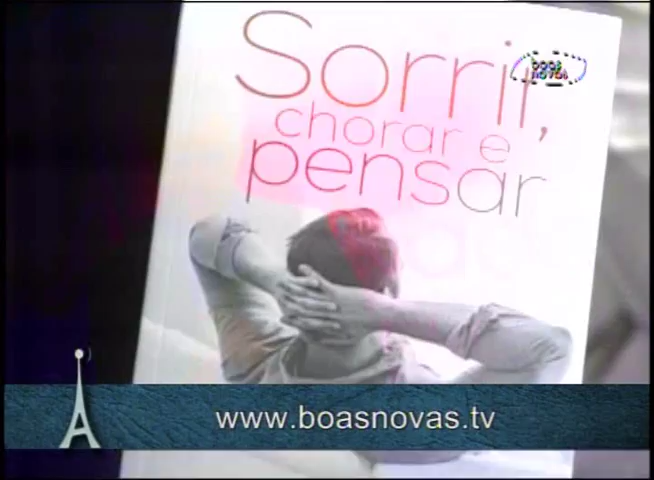 Sorrir,
chorar e
pensar
BOAS
NOVAS
www.boasnovas.tv